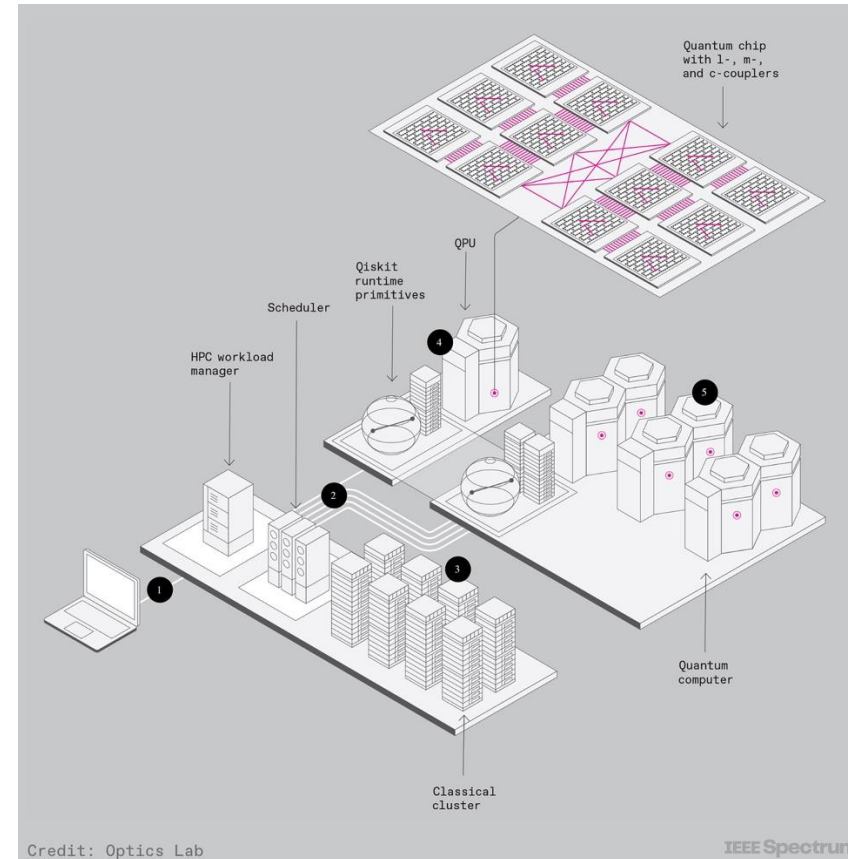 Quantum chip
with l-, m-,
and c-couplers
QPU
Qiskit
runtime
primitives
Scheduler
HPC workload
manager
4
5
2
3
1
Quantum
computer
Classical
cluster
Credit: Optics Lab
IEEE Spectrum